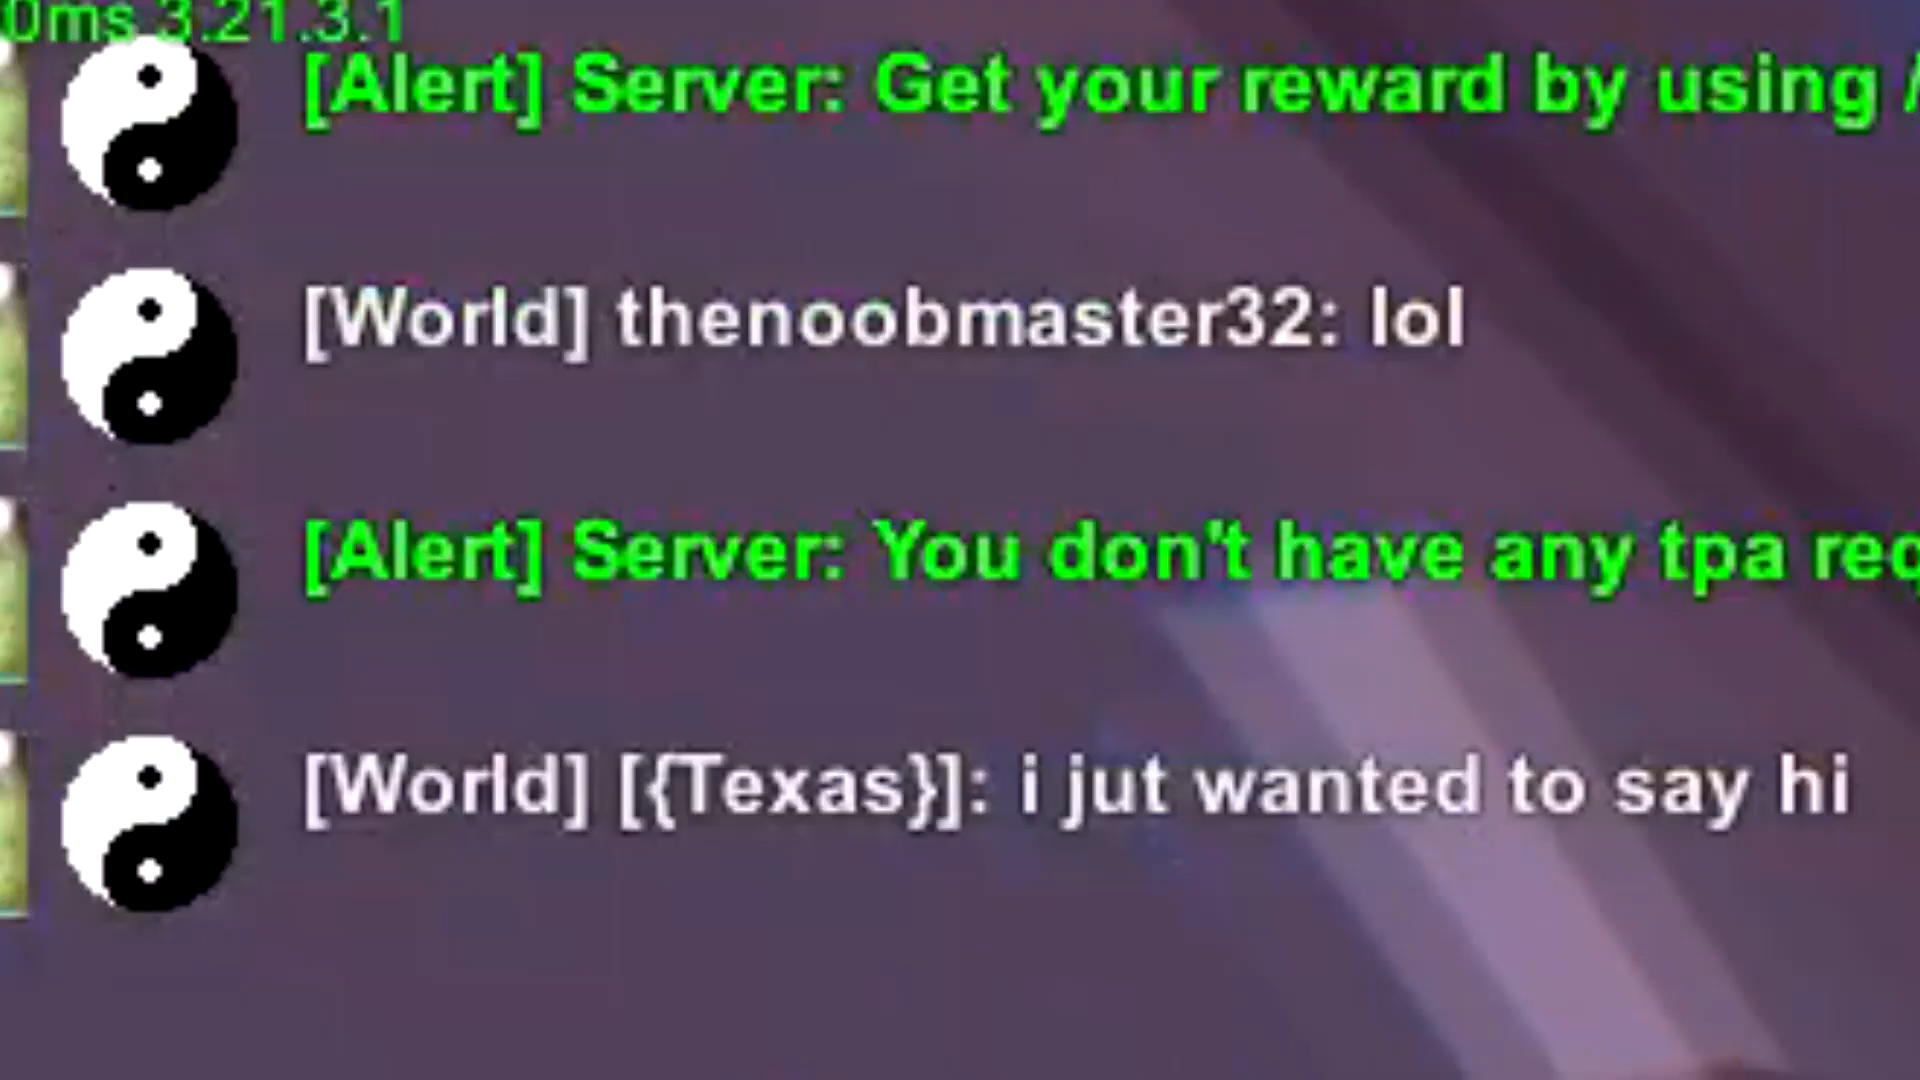 0ms 3.21.3.1
[Alert] Server: Get your reward by using /
[World] thenoobmaster32: lol
[Alert] Server: You don't have any tpa req
[World] [{Texas}]: i jut wanted to say hi